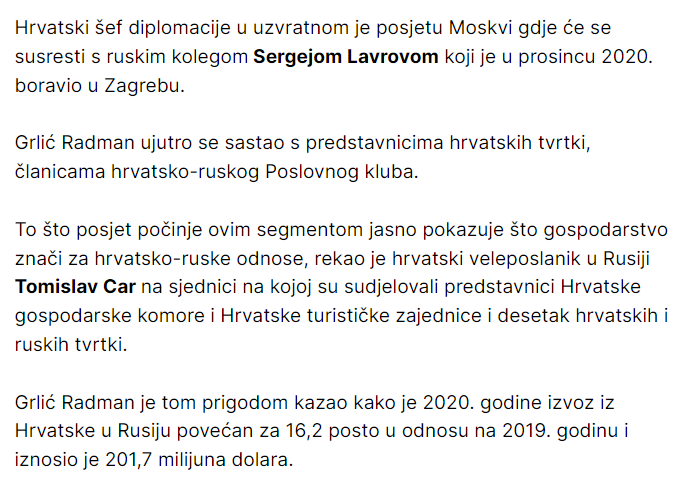 Hrvatski šef diplomacije u uzvratnom je posjetu Moskvi gdje će se
susresti s ruskim kolegom Sergejom Lavrovom koji je u prosincu 2020.
boravio u Zagrebu.
Grlić Radman ujutro se sastao s predstavnicima hrvatskih tvrtki,
članicama hrvatsko-ruskog Poslovnog kluba.
To što posjet počinje ovim segmentom jasno pokazuje što gospodarstvo
znači za hrvatsko-ruske odnose, rekao je hrvatski veleposlanik u Rusiji
Tomislav Car na sjednici na kojoj su sudjelovali predstavnici Hrvatske
gospodarske komore i Hrvatske turističke zajednice i desetak hrvatskih i
ruskih tvrtki.
Grlić Radman je tom prigodom kazao kako je 2020. godine izvoz iz
Hrvatske u Rusiju povećan za 16,2 posto u odnosu na 2019. godinu i
iznosio je 201,7 milijuna dolara.